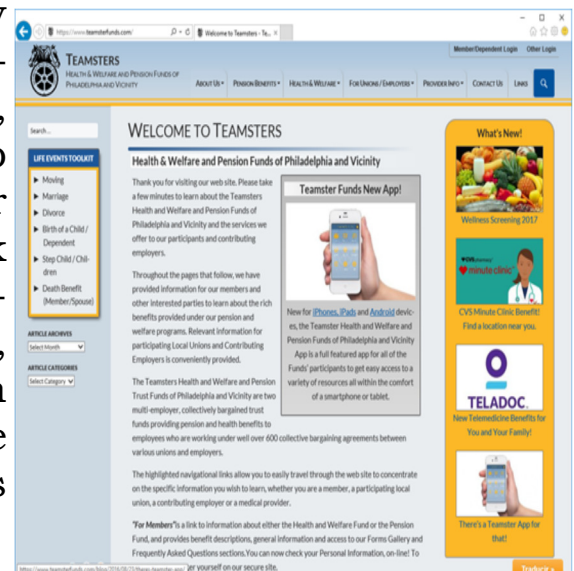 https://www.teamsterfunds.com/
Welcome to Teamsters - Te...
Member/Dependent Login Other Login
TEAMSTERS
HEALTH & WELFARE AND PENSION FUNDS OF
PHILADELPHIA AND VICINITY
ABOUT US PENSION BENEFITS HEALTH & WELFARE FOR UNIONS / EMPLOYERS PROVIDER INFO CONTACT US LINKS
Search...
LIFE EVENTS TOOLKIT
Moving
Marriage
Divorce
Birth of a Child /
Dependent
Step Child / Chil-
dren
Death Benefit
(Member/Spouse)
ARTICLE ARCHIVES
Select Month
ARTICLE CATEGORIES
Select Category
WELCOME TO TEAMSTERS
Health & Welfare and Pension Funds of Philadelphia and Vicinity
Thank you for visiting our web site. Please take
a few minutes to learn about the Teamsters
Health and Welfare and Pension Funds of
Philadelphia and Vicinity and the services we
offer to our participants and contributing
employers.
Throughout the pages that follow, we have
provided information for our members and
other interested parties to learn about the rich
benefits provided under our pension and
welfare programs. Relevant information for
participating Local Unions and Contributing
Employers is conveniently provided.
The Teamsters Health and Welfare and Pension
Trust Funds of Philadelphia and Vicinity are two
multi-employer, collectively bargained trust
funds providing pension and health benefits to
employees who are working under well over 600 collective bargaining agreements between
various unions and employers.
The highlighted navigational links allow you to easily travel through the web site to concentrate
on the specific information you wish to learn, whether you are a member, a participating local
union, a contributing employer or a medical provider.
"For Members" is a link to information about either the Health and Welfare Fund or the Pension
Fund, and provides benefit descriptions, general information and access to our Forms Gallery and
Frequently Asked Questions sections.You can now check your Personal Information, on-line! To
er yourself on our secure site.
Teamster Funds New App!
New for iPhones, iPads and Android devic-
es, the Teamster Health and Welfare and
Pension Funds of Philadelphia and Vicinity
App is a full featured app for all of the
Funds' participants to get easy access to a
variety of resources all within the comfort
of a smartphone or tablet.
What's New!
Wellness Screening 2017
CVS pharmacy
minute clinic
CVS Minute Clinic Benefit!
Find a location near you.
TELADOC
New Telemedicine Benefits for
You and Your Family!
There's a Teamster App for
that!
Traducir »